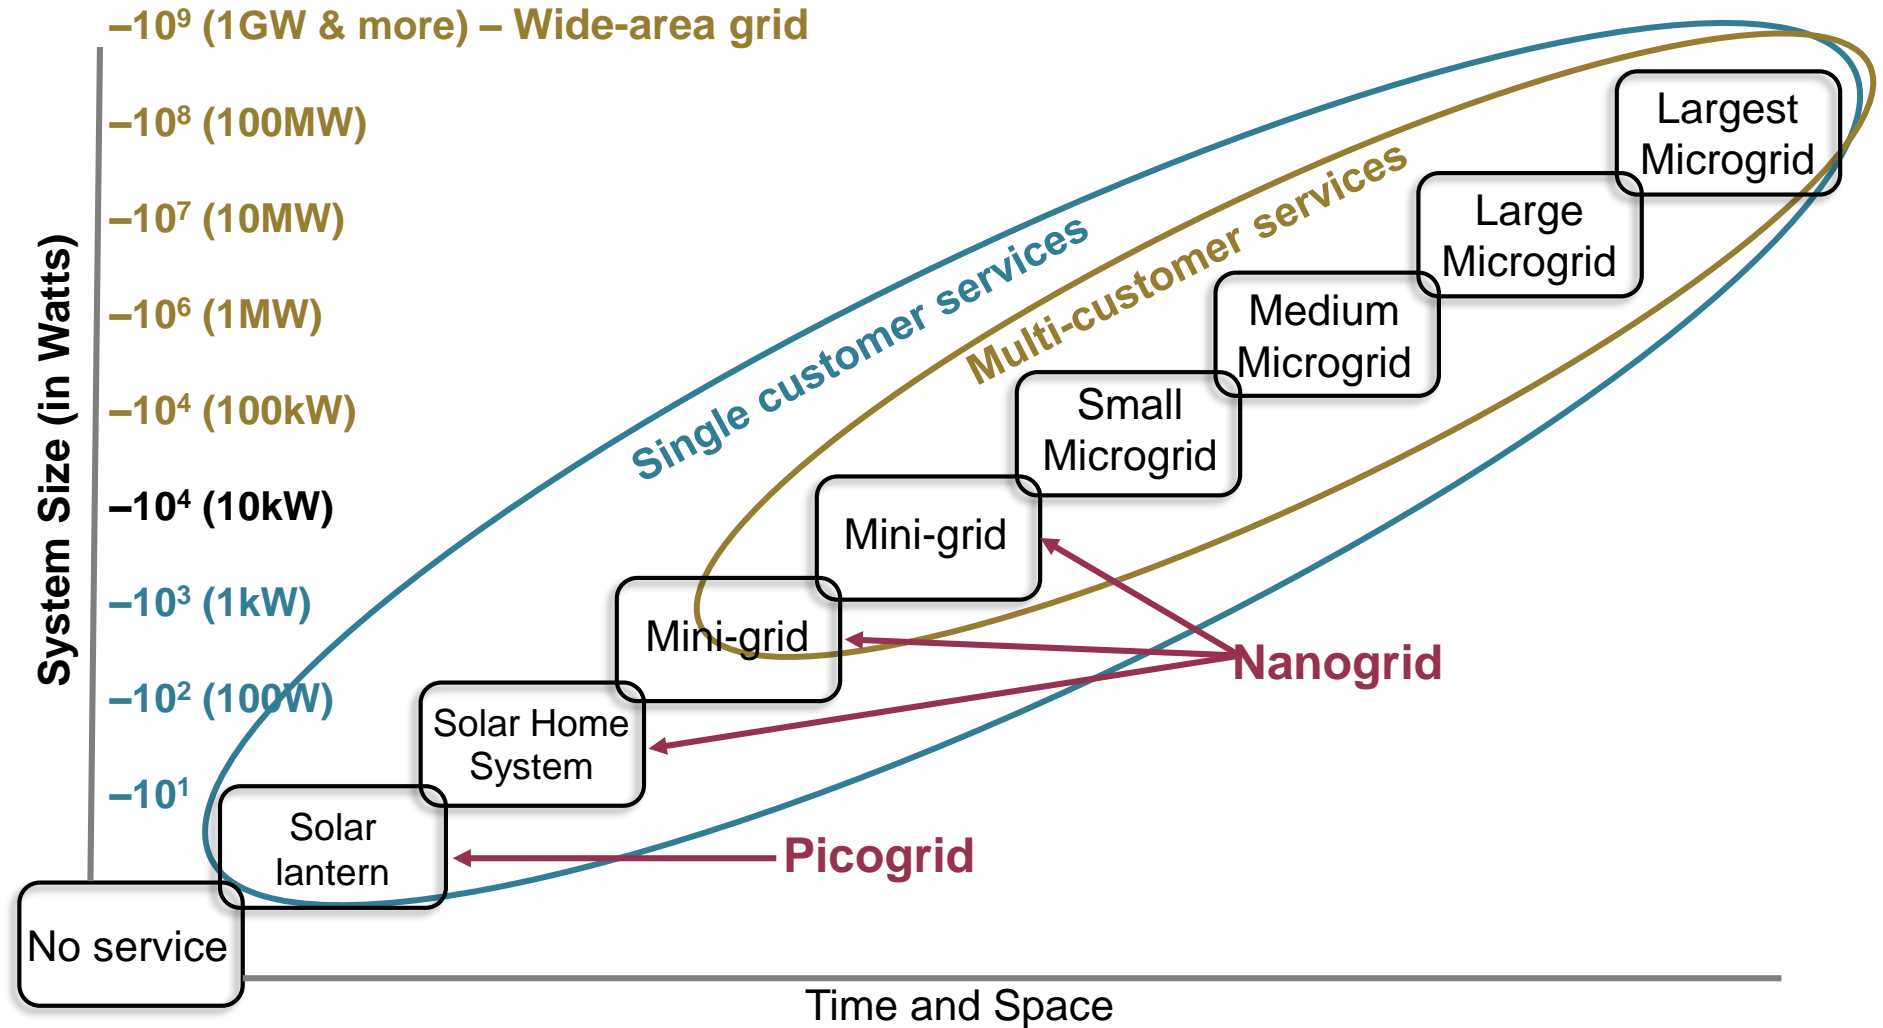 –10⁹ (1GW & more) – Wide-area grid
–10⁸ (100MW)
–10⁷ (10MW)
–10⁶ (1MW)
–10⁴ (100kW)
–10⁴ (10kW)
–10³ (1kW)
–10² (100W)
–10¹
System Size (in Watts)
Single customer services
Multi-customer services
Largest
Microgrid
Large
Microgrid
Medium
Microgrid
Small
Microgrid
Mini-grid
Mini-grid
Nanogrid
Solar Home
System
Solar
lantern
Picogrid
No service
Time and Space